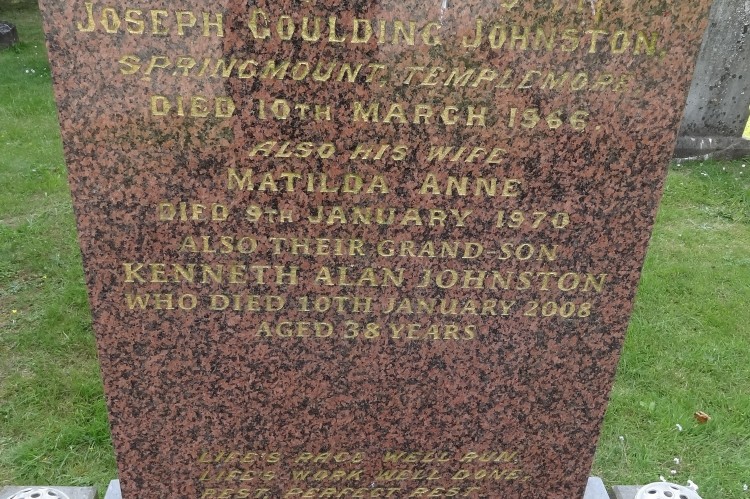 JOSEPH GOULDING JOHNSTON,
SPRINGMOUNT, TEMPLEMORE
DIED 10TH MARCH 1966.
ALSO HIS WIFE
MATILDA ANNE
DIED 9TH JANUARY 1970
ALSO THEIR GRAND-SON
KENNETH ALAN JOHNSTON
WHO DIED 10TH JANUARY 2008
AGED 38 YEARS
LIFE'S RACE WELL RUN,
LIFE'S WORK WELL DONE,
REST PERFECT REST